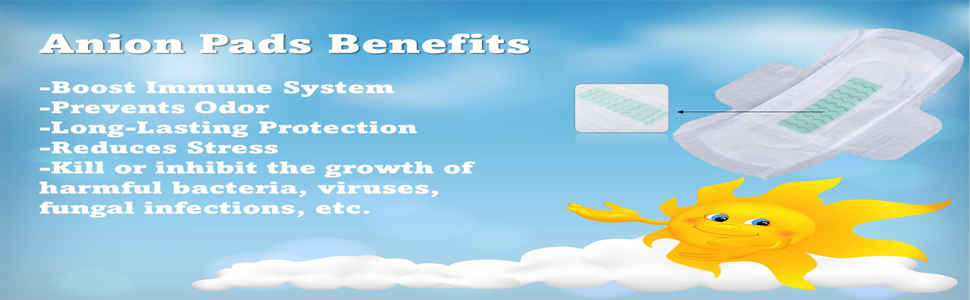 Anion Pads Benefits
-Boost Immune System
-Prevents Odor
-Long-Lasting Protection
-Reduces Stress
-Kill or inhibit the growth of
harmful bacteria, viruses,
fungal infections, etc.